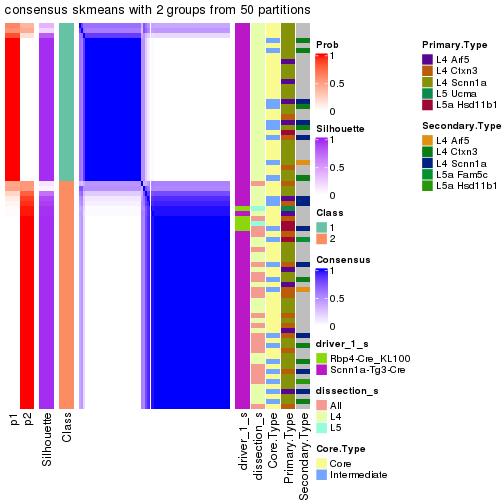 consensus skmeans with 2 groups from 50 partitions
Prob
1
0.5
0
Silhouette
1
0.5
0
Class
1
2
Consensus
1
0.5
0
driver_1_s
Rbp4-Cre_KL100
Scnn1a-Tg3-Cre
dissection_s
All
L4
L5
Core.Type
Core
Intermediate
Primary.Type
L4 Arf5
L4 Ctxn3
L4 Scnn1a
L5 Ucma
L5a Hsd11b1
Secondary.Type
L4 Arf5
L4 Ctxn3
L4 Scnn1a
L5a Fam5c
L5a Hsd11b1
p1
p2
Silhouette
Class
driver_1_s
dissection_s
Core.Type
Primary.Type
Secondary.Type